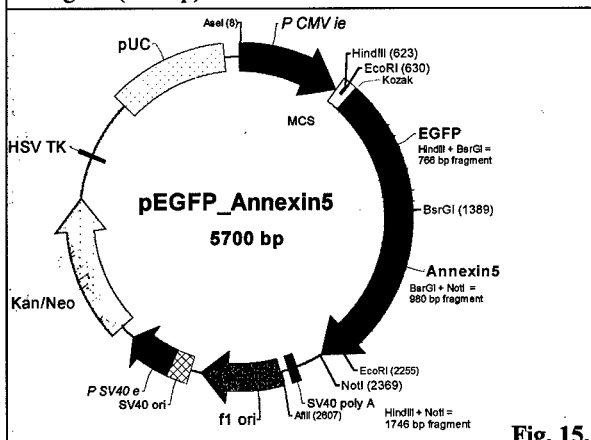 AseI (8)
P CMV ie
pUC
HindIII (623)
EcoRI (630)
Kozak
MCS
EGFP
HindIII + BsrGI =
766 bp fragment
HSV TK
pEGFP_Annexin5
5700 bp
BsrGI (1389)
Annexin5
BsrGI + NotI =
980 bp fragment
Kan/Neo
EcoRI (2255)
NotI (2369)
P SV40 e
SV40 ori
SV40 poly A
f1 ori
AflII (2607)
HindIII + NotI =
1746 bp fragment
Fig. 15.